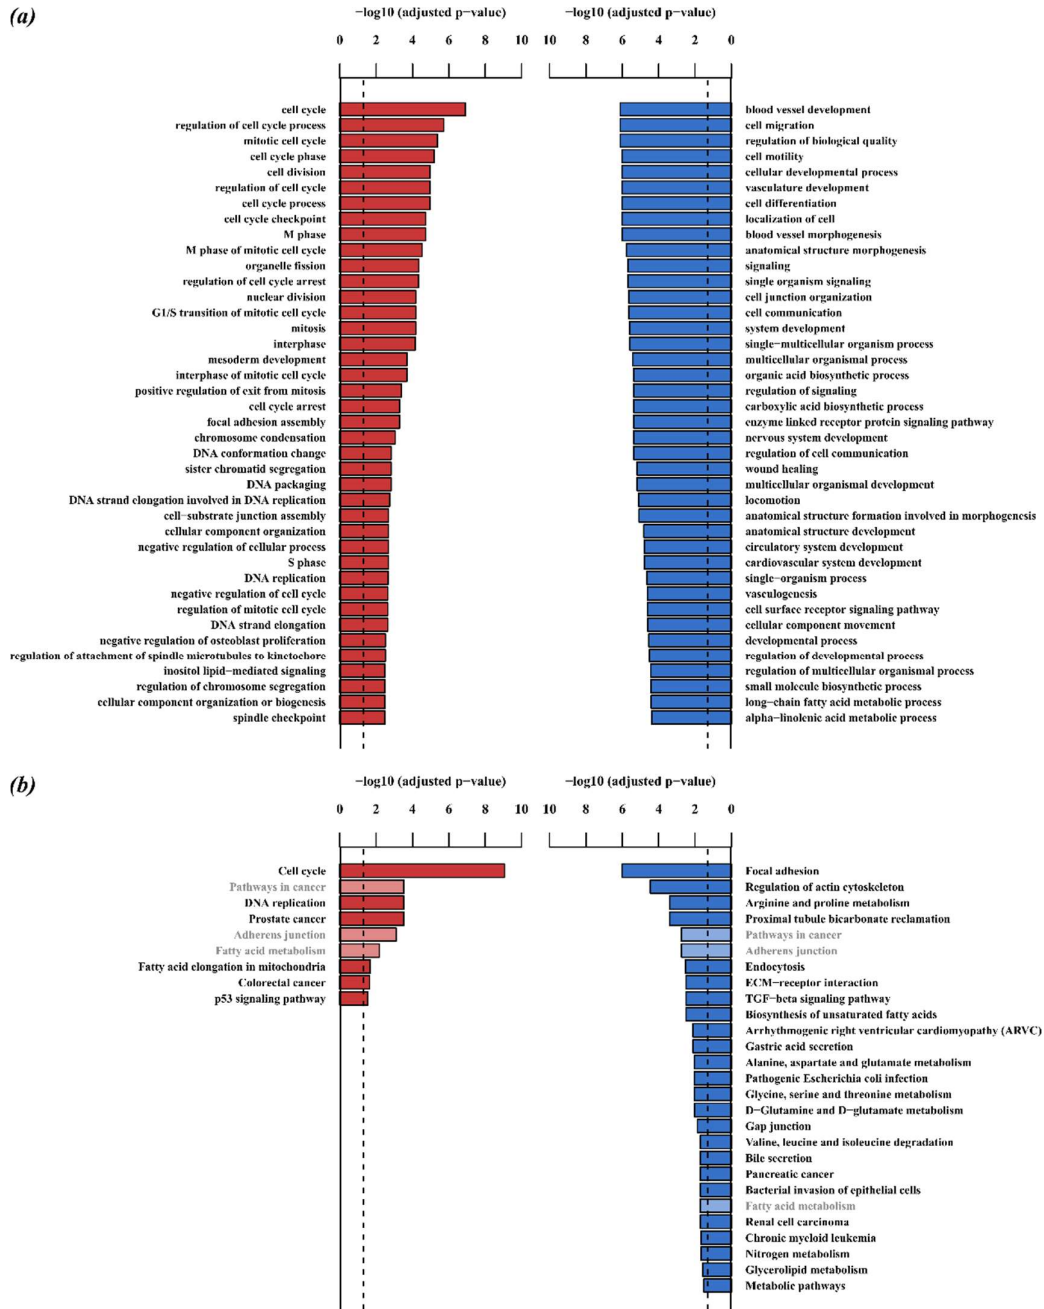 (a)
−log10 (adjusted p−value)
−log10 (adjusted p−value)
0 2 4 6 8 10
10 8 6 4 2 0
cell cycle
regulation of cell cycle process
mitotic cell cycle
cell cycle phase
cell division
regulation of cell cycle
cell cycle process
cell cycle checkpoint
M phase
M phase of mitotic cell cycle
organelle fission
regulation of cell cycle arrest
nuclear division
G1/S transition of mitotic cell cycle
mitosis
interphase
mesoderm development
interphase of mitotic cell cycle
positive regulation of exit from mitosis
cell cycle arrest
focal adhesion assembly
chromosome condensation
DNA conformation change
sister chromatid segregation
DNA packaging
DNA strand elongation involved in DNA replication
cell−substrate junction assembly
cellular component organization
negative regulation of cellular process
S phase
DNA replication
negative regulation of cell cycle
regulation of mitotic cell cycle
DNA strand elongation
negative regulation of osteoblast proliferation
regulation of attachment of spindle microtubules to kinetochore
inositol lipid−mediated signaling
regulation of chromosome segregation
cellular component organization or biogenesis
spindle checkpoint
blood vessel development
cell migration
regulation of biological quality
cell motility
cellular developmental process
vasculature development
cell differentiation
localization of cell
blood vessel morphogenesis
anatomical structure morphogenesis
signaling
single organism signaling
cell junction organization
cell communication
system development
single−multicellular organism process
multicellular organismal process
organic acid biosynthetic process
regulation of signaling
carboxylic acid biosynthetic process
enzyme linked receptor protein signaling pathway
nervous system development
regulation of cell communication
wound healing
multicellular organismal development
locomotion
anatomical structure formation involved in morphogenesis
anatomical structure development
circulatory system development
cardiovascular system development
single−organism process
vasculogenesis
cell surface receptor signaling pathway
cellular component movement
developmental process
regulation of developmental process
regulation of multicellular organismal process
small molecule biosynthetic process
long−chain fatty acid metabolic process
alpha−linolenic acid metabolic process
(b)
−log10 (adjusted p−value)
−log10 (adjusted p−value)
0 2 4 6 8 10
10 8 6 4 2 0
Cell cycle
Pathways in cancer
DNA replication
Prostate cancer
Adherens junction
Fatty acid metabolism
Fatty acid elongation in mitochondria
Colorectal cancer
p53 signaling pathway
Focal adhesion
Regulation of actin cytoskeleton
Arginine and proline metabolism
Proximal tubule bicarbonate reclamation
Pathways in cancer
Adherens junction
Endocytosis
ECM−receptor interaction
TGF−beta signaling pathway
Biosynthesis of unsaturated fatty acids
Arrhythmogenic right ventricular cardiomyopathy (ARVC)
Gastric acid secretion
Alanine, aspartate and glutamate metabolism
Pathogenic Escherichia coli infection
Glycine, serine and threonine metabolism
D−Glutamine and D−glutamate metabolism
Gap junction
Valine, leucine and isoleucine degradation
Bile secretion
Pancreatic cancer
Bacterial invasion of epithelial cells
Fatty acid metabolism
Renal cell carcinoma
Chronic myeloid leukemia
Nitrogen metabolism
Glycerolipid metabolism
Metabolic pathways